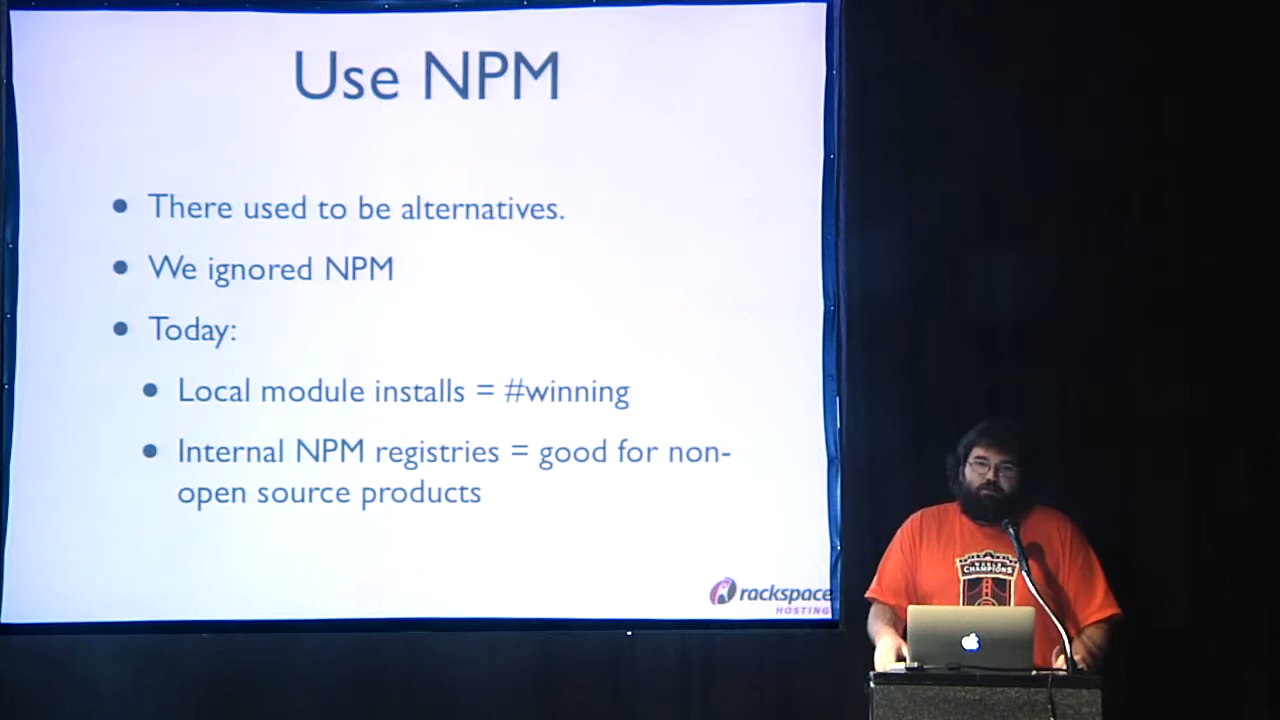 Use NPM
There used to be alternatives.
We ignored NPM
Today:
Local module installs = #winning
Internal NPM registries = good for non-
open source products
rackspace
HOSTING
WORLD
CHAMPIONS